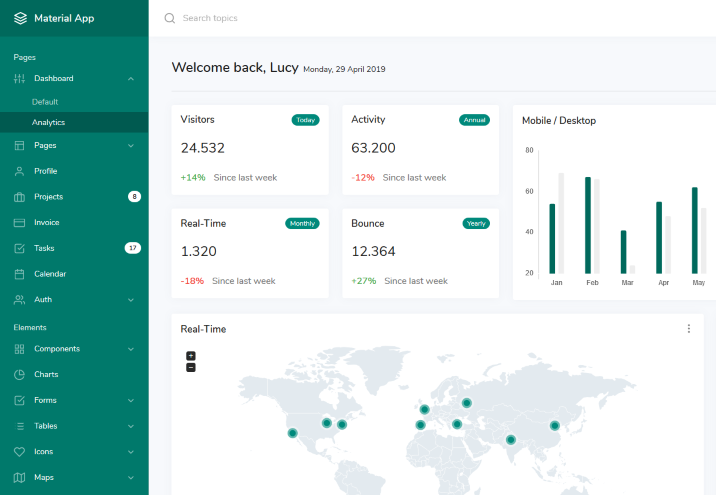 Material App
Search topics
Pages
Dashboard
Default
Analytics
Pages
Profile
Projects 8
Invoice
Tasks 17
Calendar
Auth
Elements
Components
Charts
Forms
Tables
Icons
Maps
Welcome back, Lucy Monday, 29 April 2019
Visitors Today
24.532
+14% Since last week
Activity Annual
63.200
-12% Since last week
Real-Time Monthly
1.320
-18% Since last week
Bounce Yearly
12.364
+27% Since last week
Mobile / Desktop
80
60
40
20
Jan Feb Mar Apr May
Real-Time
+
−